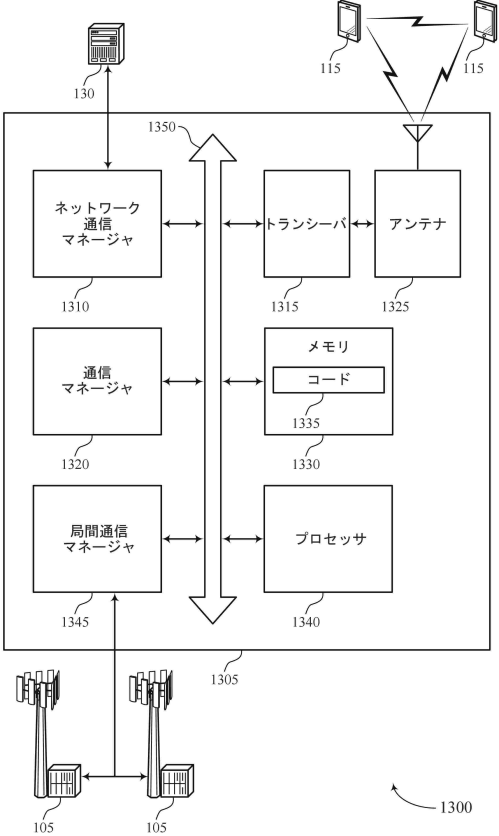 130
115
115
1350
ネットワーク
通信
マネージャ
1310
トランシーバ
1315
アンテナ
1325
通信
マネージャ
1320
メモリ
コード
1335
1330
局間通信
マネージャ
1345
プロセッサ
1340
1305
105
105
1300